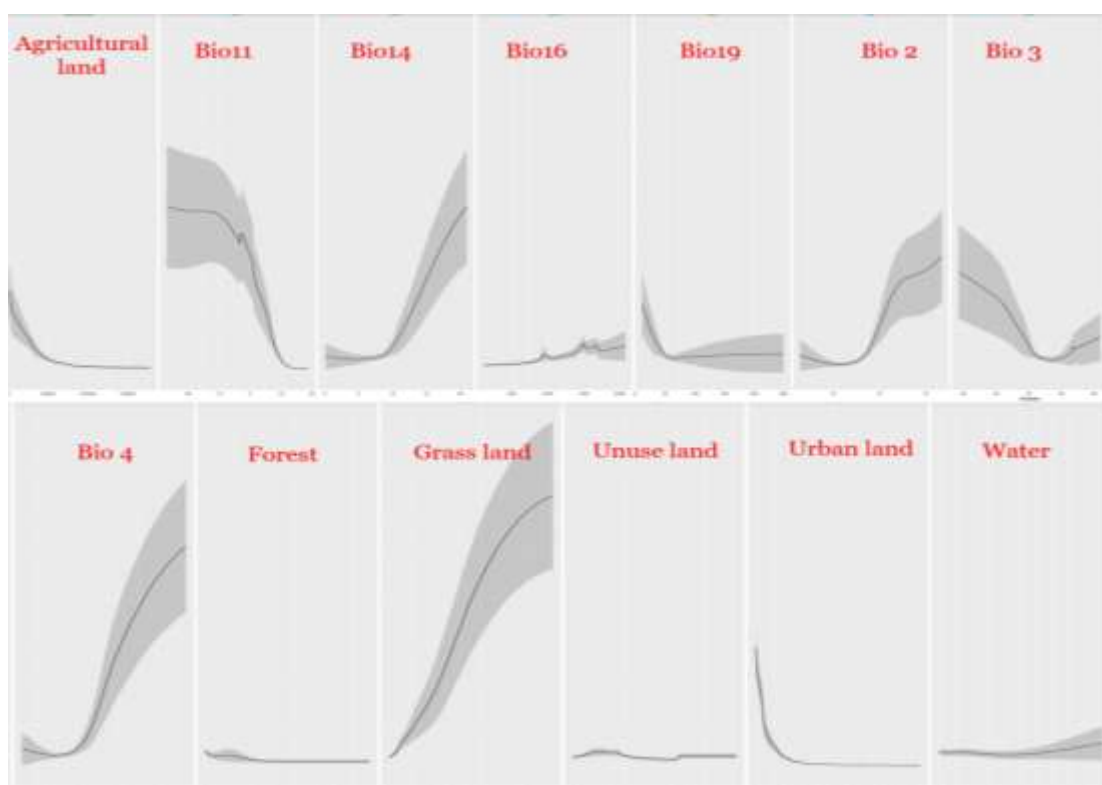 Agricultural
land
Bio11
Bio14
Bio16
Bio19
Bio 2
Bio 3
Bio 4
Forest
Grass land
Unuse land
Urban land
Water